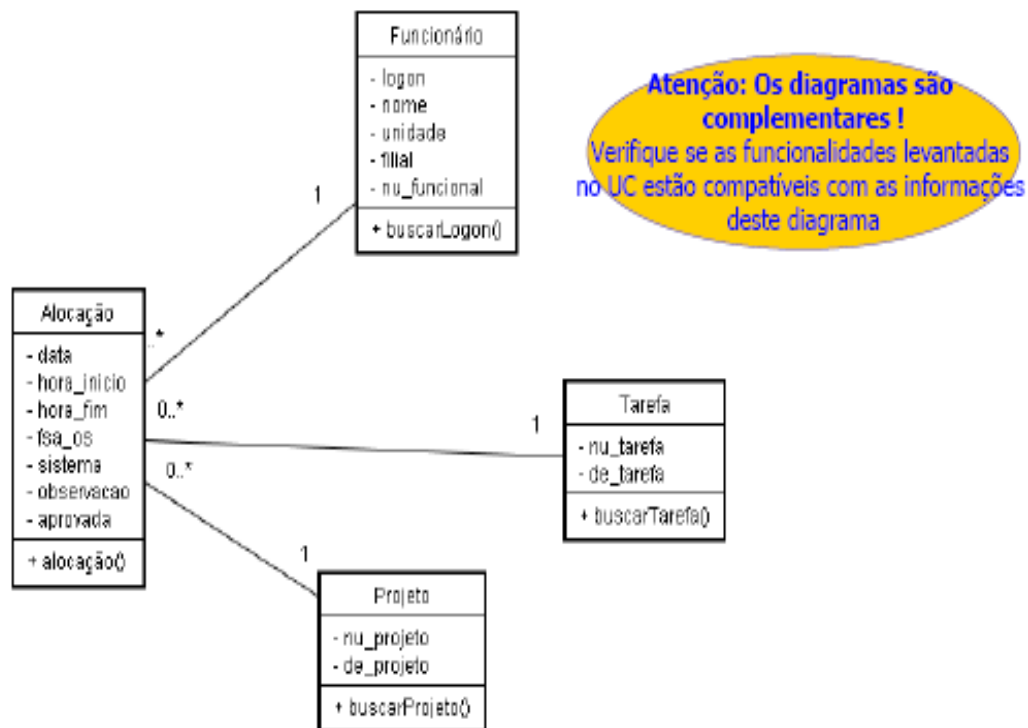 Funcionário
- logon
- nome
- unidade
- filial
- nu_funcional
+ buscarLogon()
Atenção: Os diagramas são
complementares !
Verifique se as funcionalidades levantadas
no UC estão compatíveis com as informações
deste diagrama
1
Alocação
- data
- hora_inicio
- hora_fim
- fsa_os
- sistema
- observacao
- aprovada
+ alocação()
..*
0..*
0..*
1
Tarefa
- nu_tarefa
- de_tarefa
+ buscarTarefa()
1
Projeto
- nu_projeto
- de_projeto
+ buscarProjeto()